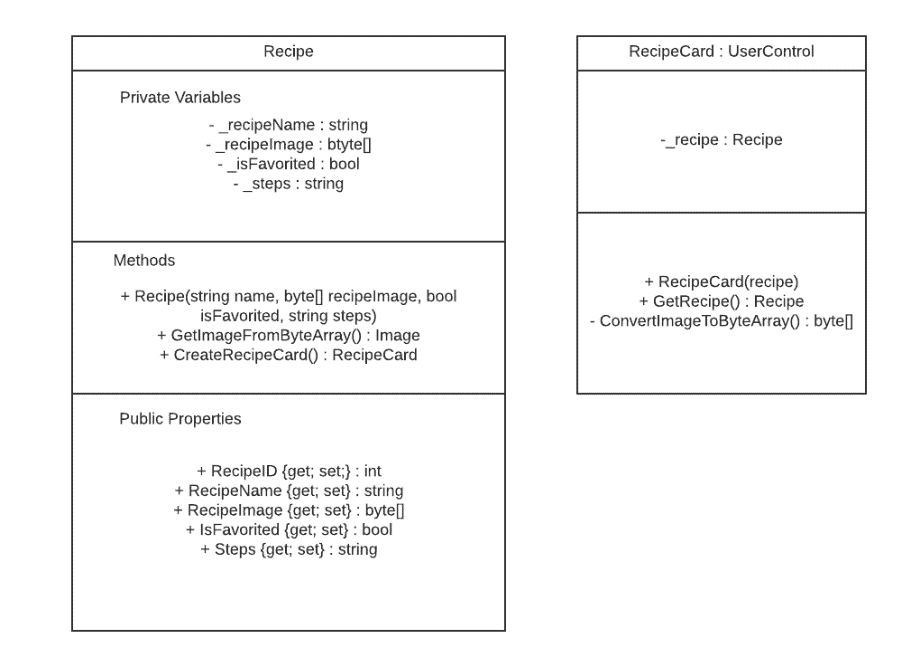 Recipe
Private Variables
- _recipeName : string
- _recipeImage : btyte[]
- _isFavorited : bool
- _steps : string
Methods
+ Recipe(string name, byte[] recipeImage, bool
isFavorited, string steps)
+ GetImageFromByteArray() : Image
+ CreateRecipeCard() : RecipeCard
Public Properties
+ RecipeID {get; set;} : int
+ RecipeName {get; set} : string
+ RecipeImage {get; set} : byte[]
+ IsFavorited {get; set} : bool
+ Steps {get; set} : string
RecipeCard : UserControl
-_recipe : Recipe
+ RecipeCard(recipe)
+ GetRecipe() : Recipe
- ConvertImageToByteArray() : byte[]